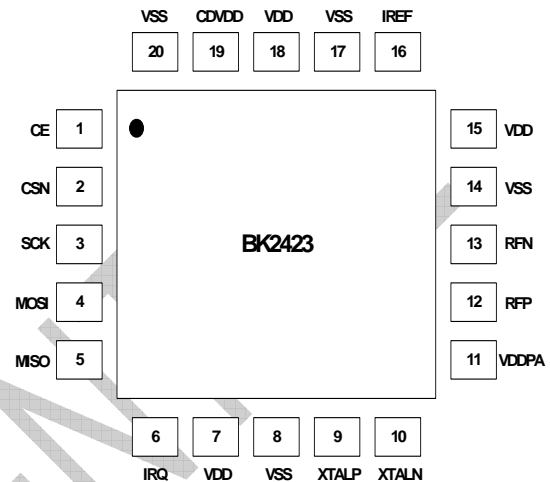 VSS CDVDD VDD VSS IREF
20 19 18 17 16
CE 1 15 VDD
CSN 2 14 VSS
SCK 3 BK2423 13 RFN
MOSI 4 12 RFP
MISO 5 11 VDDPA
6 7 8 9 10
IRQ VDD VSS XTALP XTALN